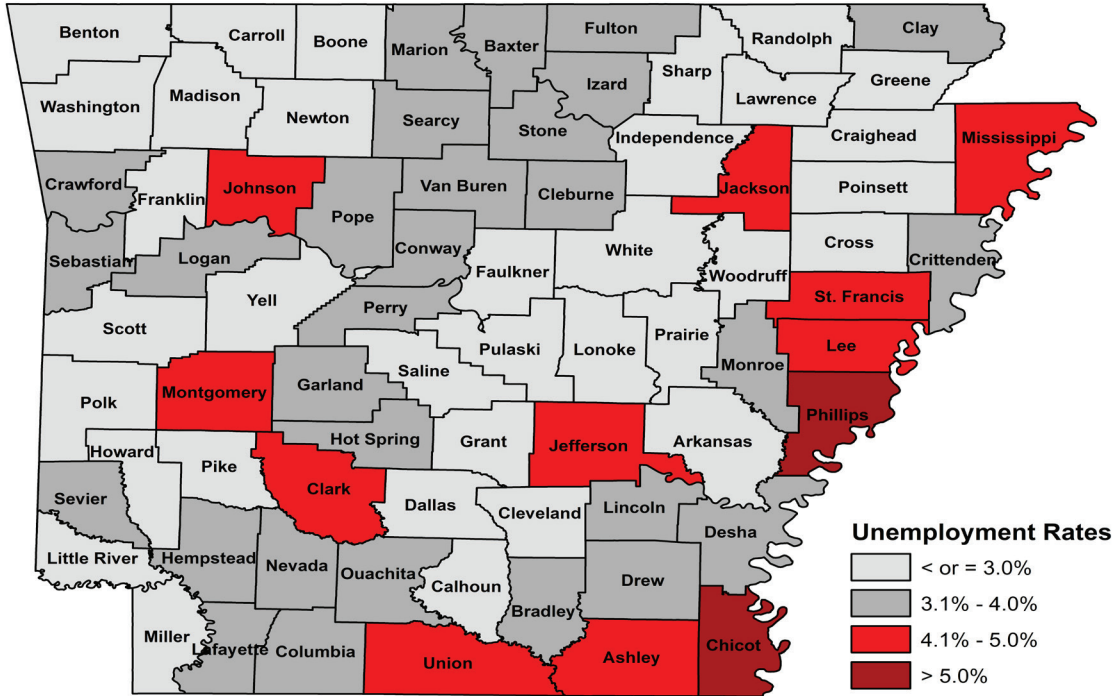 Benton
Carroll
Boone
Marion
Baxter
Fulton
Randolph
Clay
Sharp
Izard
Greene
Washington
Madison
Newton
Searcy
Stone
Lawrence
Independence
Craighead
Mississippi
Crawford
Franklin
Johnson
Pope
Van Buren
Cleburne
Jackson
Poinsett
Sebastian
Logan
Conway
Faulkner
White
Woodruff
Cross
Crittenden
Scott
Yell
Perry
Pulaski
Lonoke
Prairie
St. Francis
Lee
Monroe
Polk
Montgomery
Garland
Saline
Phillips
Howard
Pike
Hot Spring
Grant
Jefferson
Arkansas
Sevier
Clark
Dallas
Cleveland
Lincoln
Desha
Little River
Hempstead
Nevada
Ouachita
Calhoun
Bradley
Drew
Miller
Lafayette
Columbia
Union
Ashley
Chicot
Unemployment Rates
< or = 3.0%
3.1% - 4.0%
4.1% - 5.0%
> 5.0%